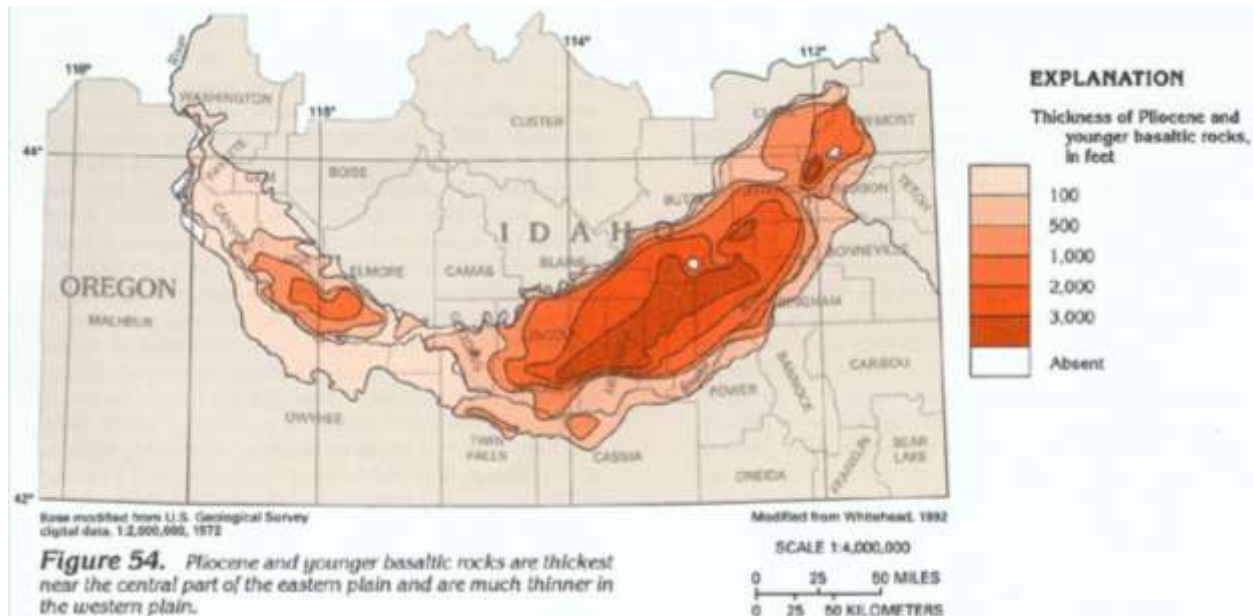 River
118°
114°
112°
WASHINGTON
116°
CUSTER
44°
GEM
BOISE
IDAHO
OREGON
CANYON
ELMORE
CAMAS
BLAINE
BONNEVILLE
TETON
MALHEUR
BINGHAM
CARIBOU
BANNOCK
POWER
OWYHEE
TWIN
FALLS
CASSIA
ONEIDA
FRANKLIN
BEAR
LAKE
42°
EXPLANATION
Thickness of Pliocene and
younger basaltic rocks,
in feet
100
500
1,000
2,000
3,000
Absent
Base modified from U.S. Geological Survey
digital data, 1:2,000,000, 1972
Modified from Whitehead, 1992
SCALE 1:4,000,000
0 25 50 MILES
0 25 50 KILOMETERS
Figure 54. Pliocene and younger basaltic rocks are thickest
near the central part of the eastern plain and are much thinner in
the western plain.